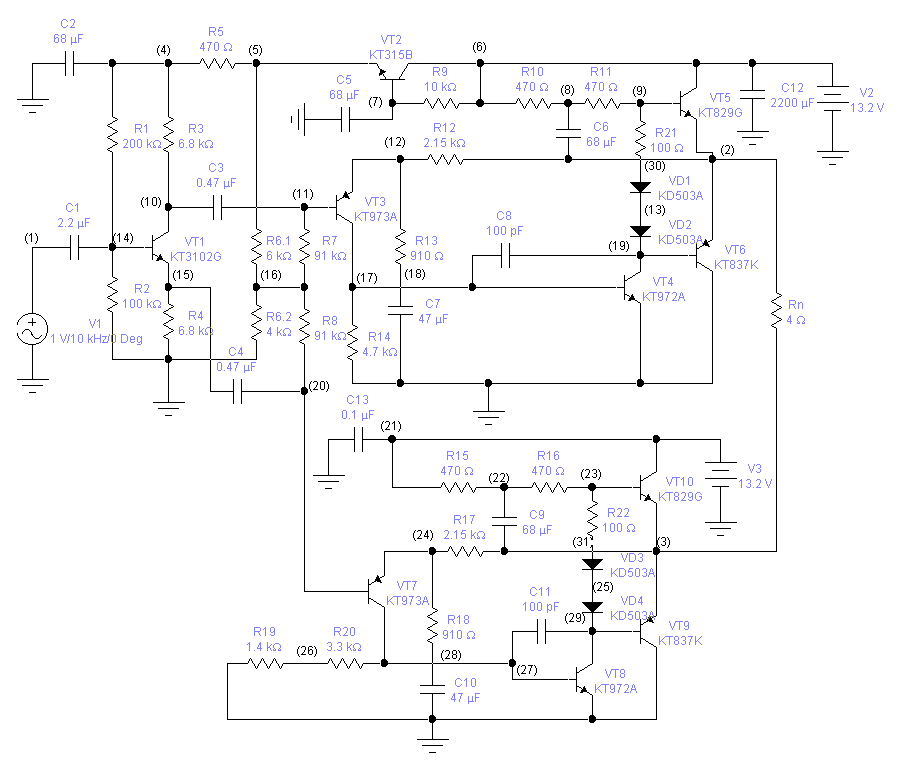 C2
68 µF
(4)
R5
470 Ω
(5)
VT2
KT315B
(6)
R9
10 kΩ
R10
470 Ω
R11
470 Ω
(8)
(9)
VT5
KT829G
C12
2200 µF
V2
13.2 V
C5
68 µF
(7)
R1
200 kΩ
R3
6.8 kΩ
(12)
R12
2.15 kΩ
C6
68 µF
R21
100 Ω
(2)
(30)
C3
0.47 µF
(10)
(11)
VT3
KT973A
VD1
KD503A
(13)
C1
2.2 µF
(1)
(14)
VT1
KT3102G
R6.1
6 kΩ
R7
91 kΩ
R13
910 Ω
C8
100 pF
VD2
KD503A
(19)
VT6
KT837K
(15)
(16)
(17)
(18)
VT4
KT972A
R2
100 kΩ
R4
6.8 kΩ
R6.2
4 kΩ
R8
91 kΩ
C7
47 µF
Rn
4 Ω
V1
1 V/10 kHz/0 Deg
R14
4.7 kΩ
C4
0.47 µF
(20)
C13
0.1 µF
(21)
R15
470 Ω
R16
470 Ω
(22)
(23)
VT10
KT829G
V3
13.2 V
R17
2.15 kΩ
C9
68 µF
R22
100 Ω
(24)
(31)
(3)
VD3
KD503A
VT7
KT973A
(25)
C11
100 pF
VD4
KD503A
(29)
VT9
KT837K
R18
910 Ω
R19
1.4 kΩ
R20
3.3 kΩ
(26)
(28)
(27)
VT8
KT972A
C10
47 µF